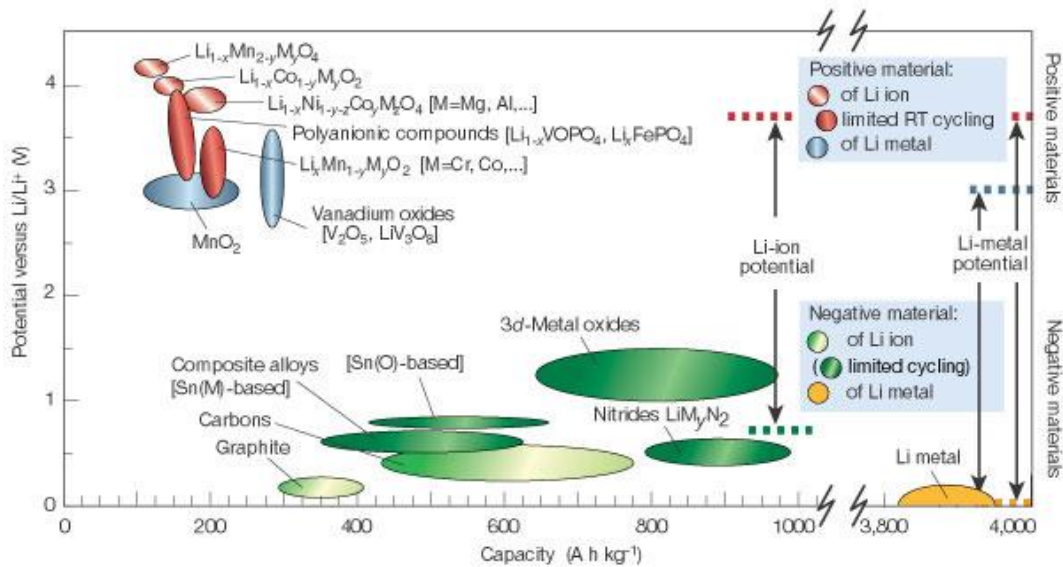 Li₁₋ₓMn₂₋yMyO₄
Li₁₋ₓCo₁₋yMyO₂
Li₁₋ₓNi₁₋y₋zCoyMzO₄ [M=Mg, Al,...]
Polyanionic compounds [Li₁₋ₓVOPO₄, LiₓFePO₄]
LiₓMn₁₋yMyO₂ [M=Cr, Co,...]
Vanadium oxides
[V₂O₅, LiV₃O₈]
MnO₂
Positive material:
of Li ion
limited RT cycling
of Li metal
Positive materials
Li-ion
potential
Li-metal
potential
3d-Metal oxides
[Sn(O)-based]
Composite alloys
[Sn(M)-based]
Carbons
Graphite
Nitrides LiMyN₂
Negative material:
of Li ion
( limited cycling)
of Li metal
Li metal
Negative materials
Potential versus Li/Li⁺ (V)
4
3
2
1
0
0 200 400 600 800 1000 3,800 4,000
Capacity (A h kg⁻¹)